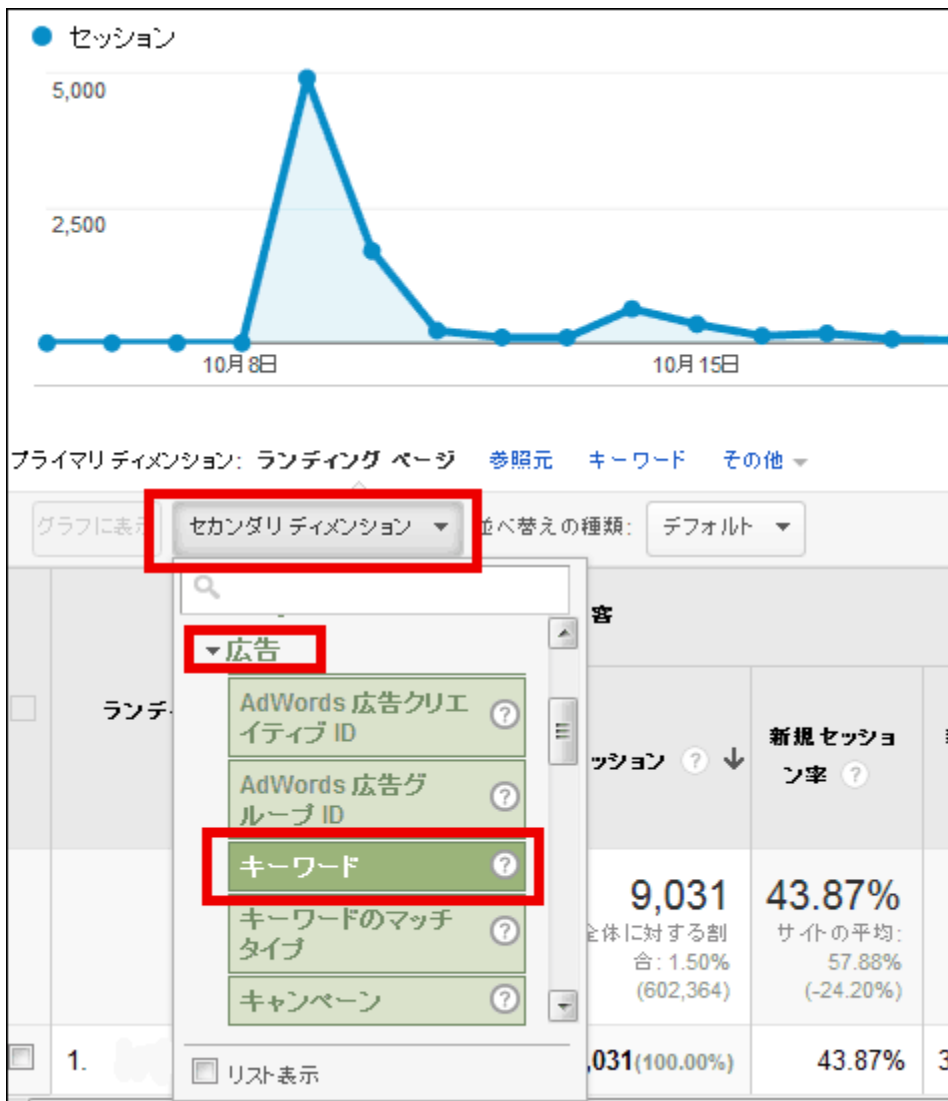 セッション
5,000
2,500
10月8日
10月15日
プライマリ ディメンション: ランディング ページ 参照元 キーワード その他
グラフに表示 セカンダリ ディメンション 並べ替えの種類: デフォルト
広告
客
AdWords 広告クリエ
イティブ ID
AdWords 広告グ
ループ ID
キーワード
キーワードのマッチ
タイプ
キャンペーン
リスト表示
ランデ
ッション
新規セッショ
ン率
9,031
全体に対する割
合: 1.50%
(602,364)
43.87%
サイトの平均:
57.88%
(-24.20%)
1. ,031(100.00%) 43.87% 3